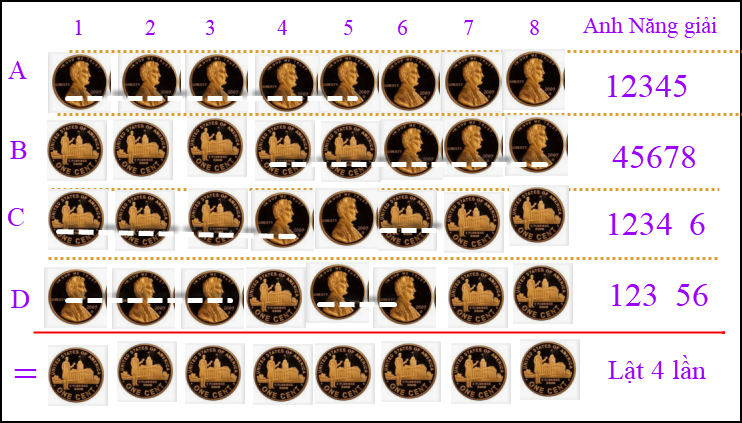 1 2 3 4 5 6 7 8 Anh Năng giải
A 12345
B 45678
C 1234 6
D 123 56
= Lật 4 lần